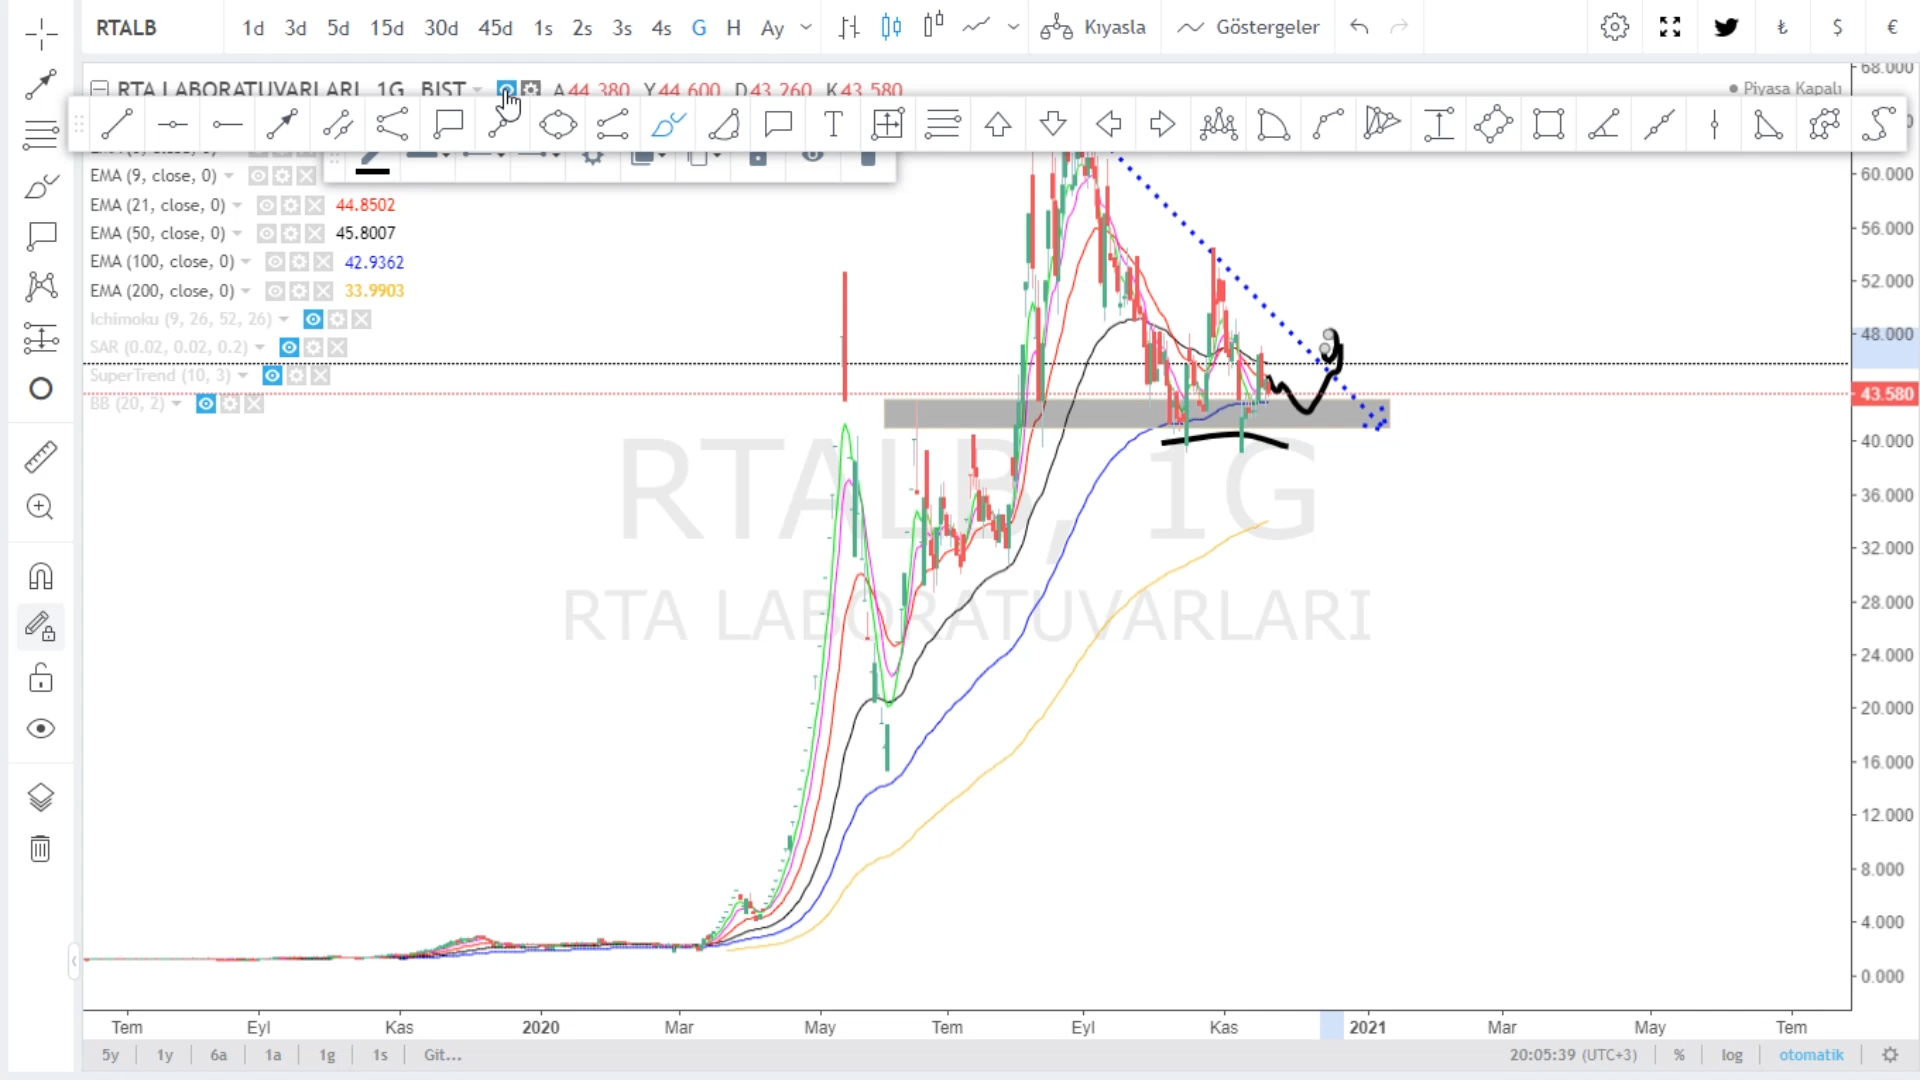 RTALB 1d 3d 5d 15d 30d 45d 1s 2s 3s 4s G H Ay Kıyasla Göstergeler ₺ $ €
RTA LABORATUVARLARI, 1G, BIST A44.380 Y44.600 D43.260 K43.580
Piyasa Kapalı
EMA (9, close, 0)
EMA (21, close, 0) 44.8502
EMA (50, close, 0) 45.8007
EMA (100, close, 0) 42.9362
EMA (200, close, 0) 33.9903
Ichimoku (9, 26, 52, 26)
SAR (0.02, 0.02, 0.2)
SuperTrend (10, 3)
BB (20, 2)
RTALB, 1G
RTA LABORATUVARLARI
68.000
60.000
56.000
52.000
48.000
43.580
40.000
36.000
32.000
28.000
24.000
20.000
16.000
12.000
8.000
4.000
0.000
Tem Eyl Kas 2020 Mar May Tem Eyl Kas 2021 Mar May Tem
5y 1y 6a 1a 1g 1s Git... 20:05:39 (UTC+3) % log otomatik